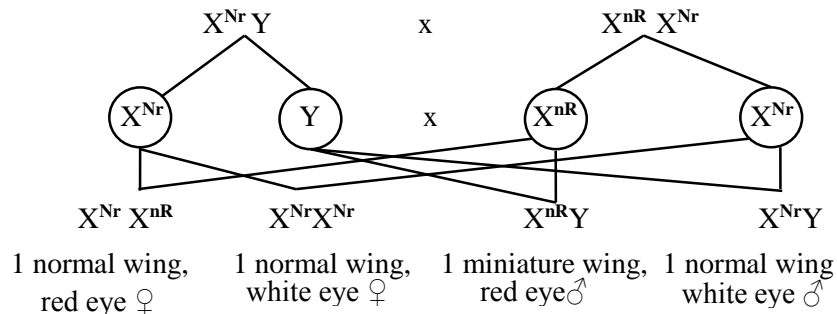 X^Nr Y x X^nR X^Nr
X^Nr Y x X^nR X^Nr
X^Nr X^nR X^Nr X^Nr X^nR Y X^Nr Y
1 normal wing, 1 normal wing, 1 miniature wing, 1 normal wing
red eye ♀ white eye ♀ red eye♂ white eye ♂